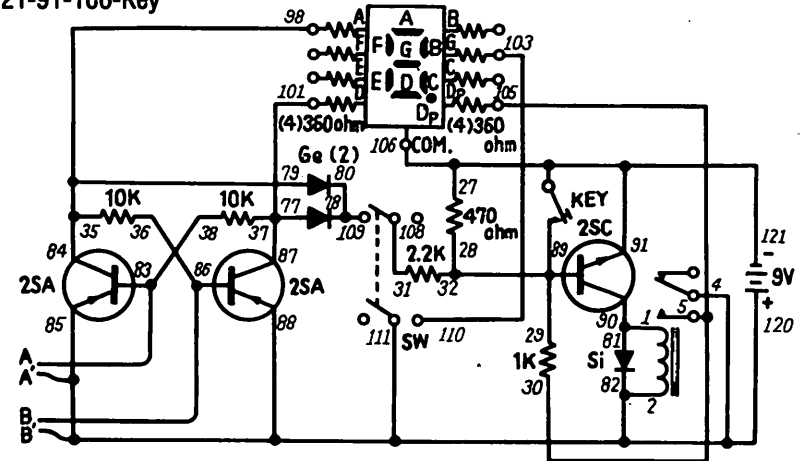 21-91-106-Key
98 A A B
F F G B G 103
E E D C C
101 D Dp Dp 105
(4)360ohm (4)360 ohm
106 COM.
Ge (2)
79 80
77 78
10K 10K
35 36 38 37
109 108
27
470 ohm
28
KEY
2SC
89 91
84 83 86 87
2SA 2SA
85 88
2.2K
31 32
121
-
9V
+
120
4
5
1
90
81
Si
82
2
29
1K
30
111 SW 110
A
A'
B
B'